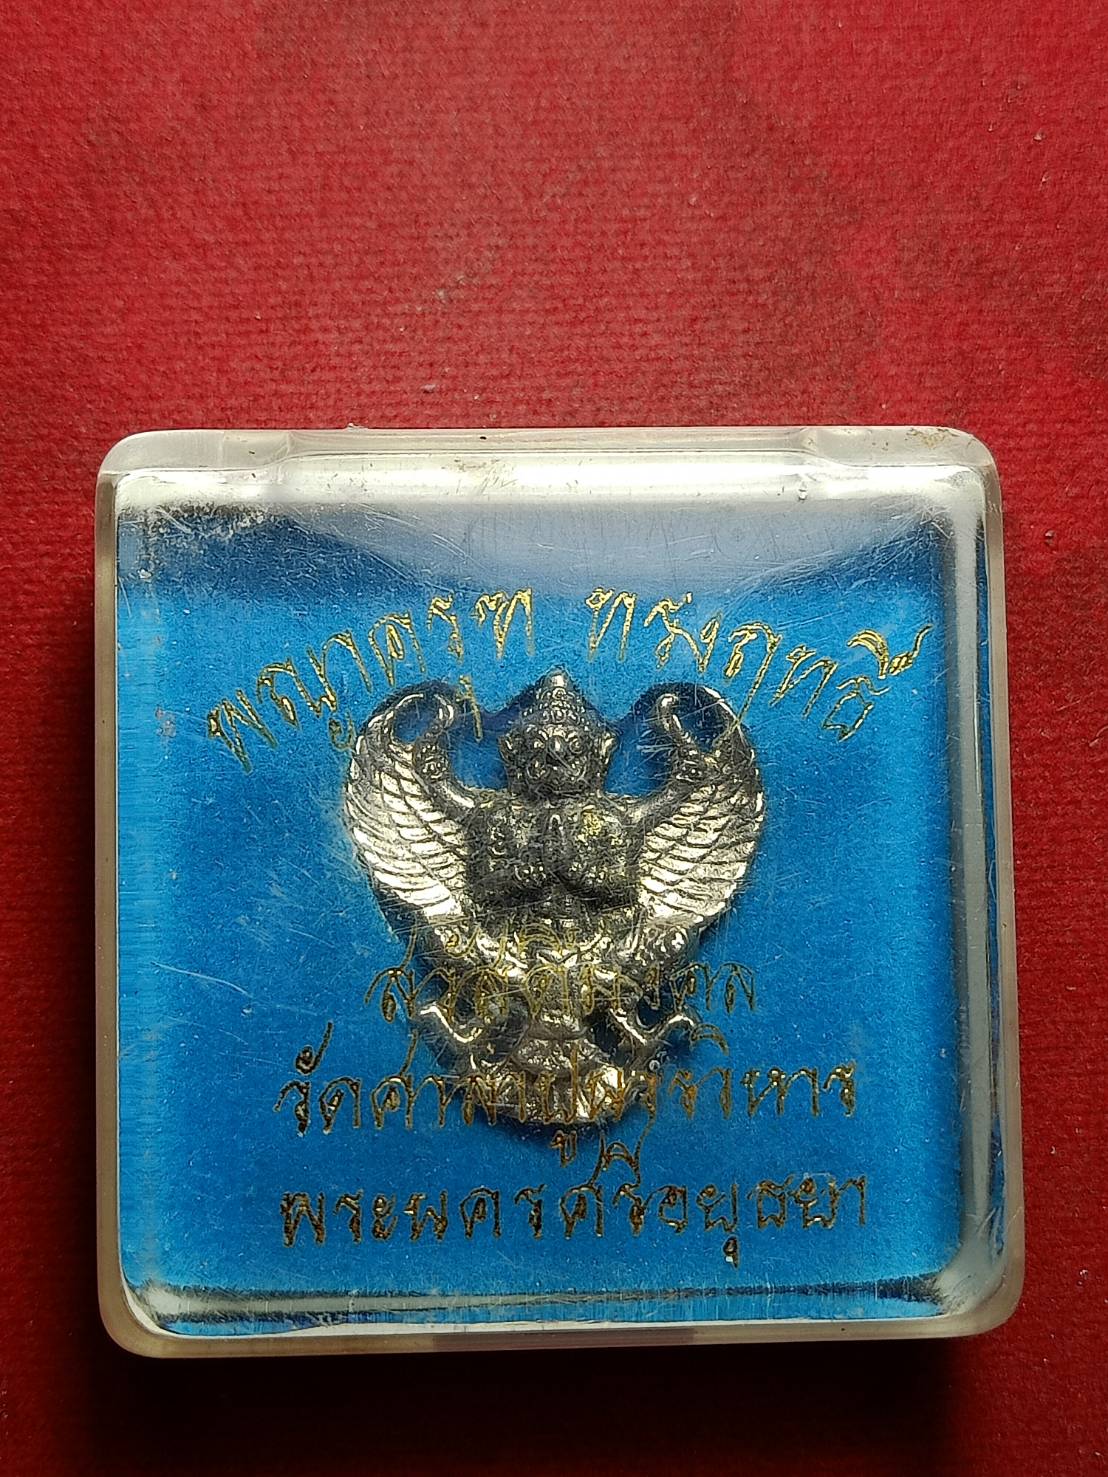 พญาครุฑ ทรงฤทธิ์
วัดศาลาปูนวรวิหาร
พระนครศรีอยุธยา